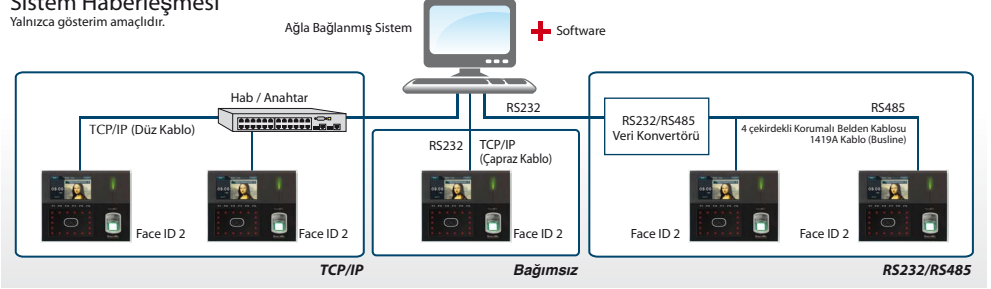 Sistem Haberleşmesi
Yalnızca gösterim amaçlıdır.
Ağla Bağlanmış Sistem
Software
Hab / Anahtar
TCP/IP (Düz Kablo)
Face ID 2
Face ID 2
TCP/IP
RS232
TCP/IP
(Çapraz Kablo)
Face ID 2
Bağımsız
RS232
RS232/RS485
Veri Konvertörü
RS485
4 çekirdekli Korumalı Belden Kablosu
1419A Kablo (Busline)
Face ID 2
Face ID 2
RS232/RS485